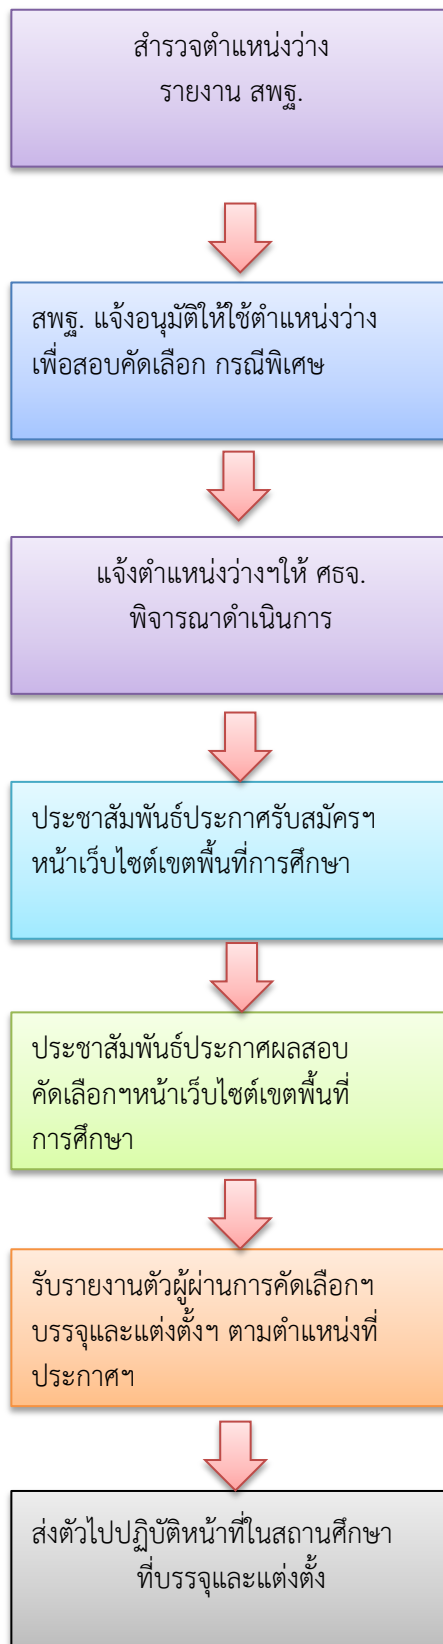 สำรวจตำแหน่งว่าง
รายงาน สพฐ.
สพฐ. แจ้งอนุมัติให้ใช้ตำแหน่งว่าง
เพื่อสอบคัดเลือก กรณีพิเศษ
แจ้งตำแหน่งว่างฯให้ ศธจ.
พิจารณาดำเนินการ
ประชาสัมพันธ์ประกาศรับสมัครฯ
หน้าเว็บไซต์เขตพื้นที่การศึกษา
ประชาสัมพันธ์ประกาศผลสอบ
คัดเลือกฯหน้าเว็บไซต์เขตพื้นที่
การศึกษา
รับรายงานตัวผู้ผ่านการคัดเลือกฯ
บรรจุและแต่งตั้งฯ ตามตำแหน่งที่
ประกาศฯ
ส่งตัวไปปฏิบัติหน้าที่ในสถานศึกษา
ที่บรรจุและแต่งตั้ง